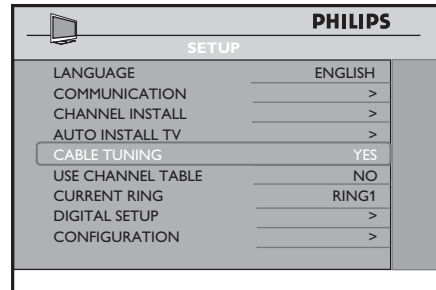 PHILIPS
SETUP
LANGUAGE ENGLISH
COMMUNICATION >
CHANNEL INSTALL >
AUTO INSTALL TV >
CABLE TUNING YES
USE CHANNEL TABLE NO
CURRENT RING RING1
DIGITAL SETUP >
CONFIGURATION >